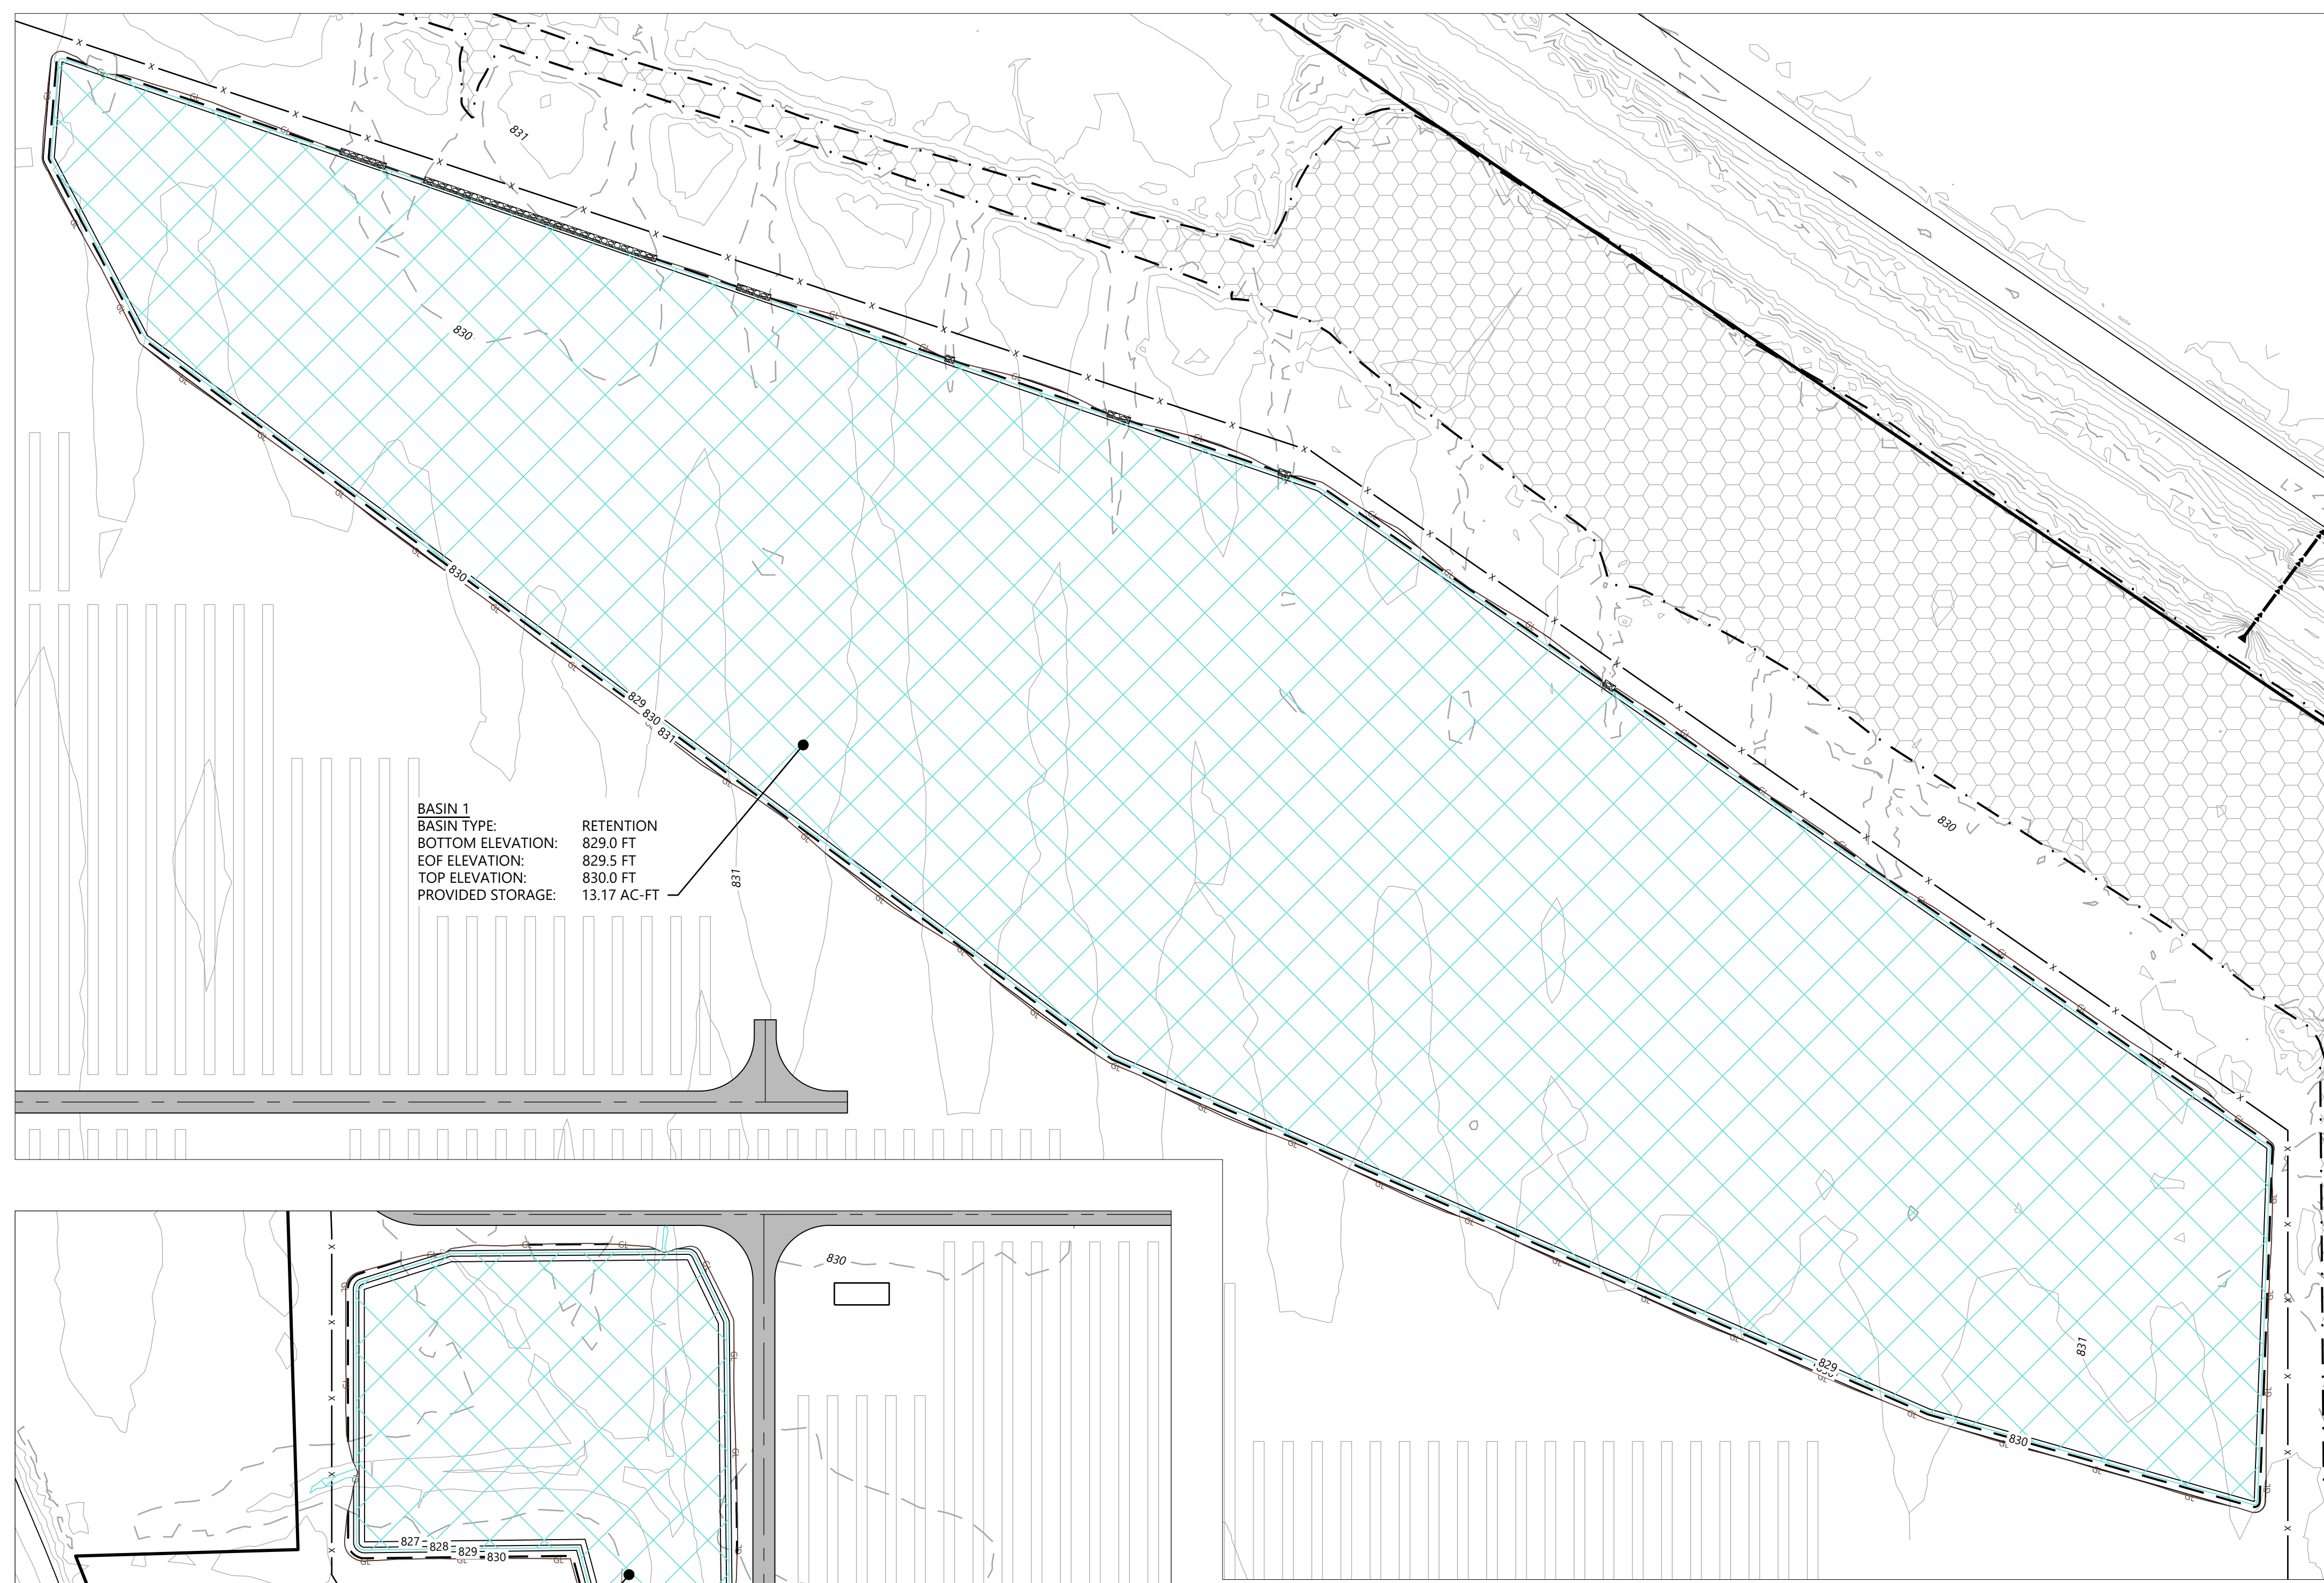 831
830
830
829
830
831
BASIN 1
BASIN TYPE: RETENTION
BOTTOM ELEVATION: 829.0 FT
EOF ELEVATION: 829.5 FT
TOP ELEVATION: 830.0 FT
PROVIDED STORAGE: 13.17 AC-FT
831
830
830
831
829
830
827
828
829
830